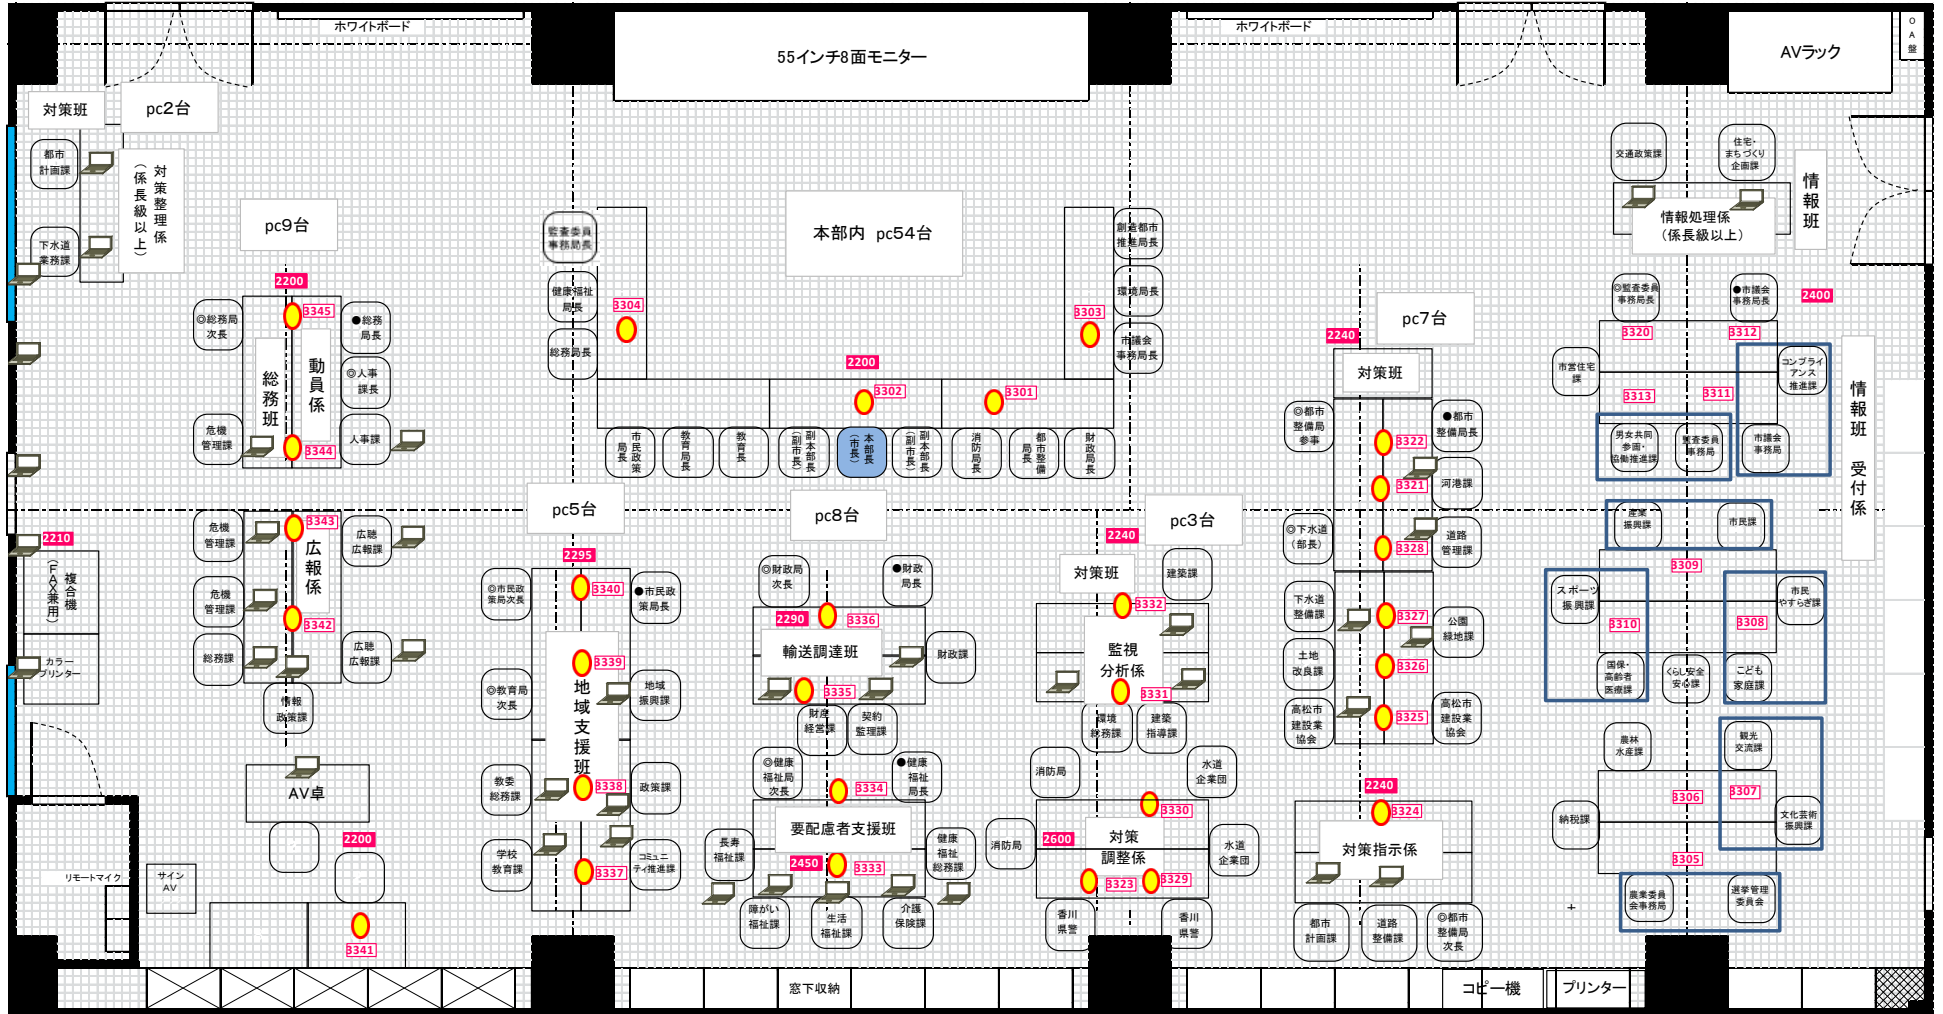 ホワイトボード
55インチ8面モニター
ホワイトボード
AVラック
OA盤
対策班
pc2台
都市
計画課
下水道
業務課
対策整理係
（係長級以上）
pc9台
2200
3345
◎総務局
次長
●総務
局長
総務班
動員係
◎人事
課長
危機
管理課
人事課
3344
監査委員
事務局長
健康福祉
局長
総務局長
3304
本部内 pc54台
創造都市
推進局長
環境局長
市議会
事務局長
3303
2200
3302
3301
市民政策
局長
教育局長
教育長
副本部長
（副市長）
本部長
（市長）
副本部長
（副市長）
消防局長
都市整備
局長
財政局長
交通政策課
住宅・
まちづくり
企画課
情報班
情報処理係
（係長級以上）
◎監査委員
事務局長
●市議会
事務局長
2400
3320
3312
市営住宅
課
コンプライ
アンス
推進課
3313
3311
男女共同
参画・
協働推進課
監査委員
事務局
市議会
事務局
情報班 受付係
pc7台
2240
対策班
◎都市
整備局
参事
●都市
整備局長
3322
3321
河港課
◎下水道
（部長）
3328
道路
管理課
下水道
整備課
3327
公園
緑地課
土地
改良課
3326
高松市
建設業
協会
3325
高松市
建設業
協会
産業
振興課
市民課
3309
スポーツ
振興課
市民
やすらぎ課
3310
3308
国保・
高齢者
医療課
くらし安全
安心課
こども
家庭課
農林
水産課
観光
交流課
3306
3307
納税課
文化芸術
振興課
3305
農業委員
会事務局
選挙管理
委員会
2210
複合機
（FAX兼用）
カラー
プリンター
危機
管理課
3343
広聴
広報課
広報係
危機
管理課
3342
総務課
広聴
広報課
情報
政策課
AV卓
2200
リモートマイク
サイン
AV
3341
pc5台
2295
◎市民政
策局次長
3340
●市民政
策局長
3339
地域支援班
◎教育局
次長
地域
振興課
教委
総務課
3338
政策課
学校
教育課
3337
コミュニ
ティ推進課
pc8台
◎財政局
次長
●財政
局長
2290
3336
輸送調達班
財政課
3335
財産
経営課
契約
監理課
◎健康
福祉局
次長
●健康
福祉
局長
3334
要配慮者支援班
長寿
福祉課
健康
福祉
総務課
2450
3333
障がい
福祉課
生活
福祉課
介護
保険課
pc3台
2240
対策班
建築課
3332
監視
分析係
3331
環境
総務課
建築
指導課
消防局
水道
企業団
3330
2600
対策
調整係
消防局
水道
企業団
3323
3329
香川
県警
香川
県警
2240
3324
対策指示係
都市
計画課
道路
整備課
◎都市
整備局
次長
窓下収納
コピー機
プリンター